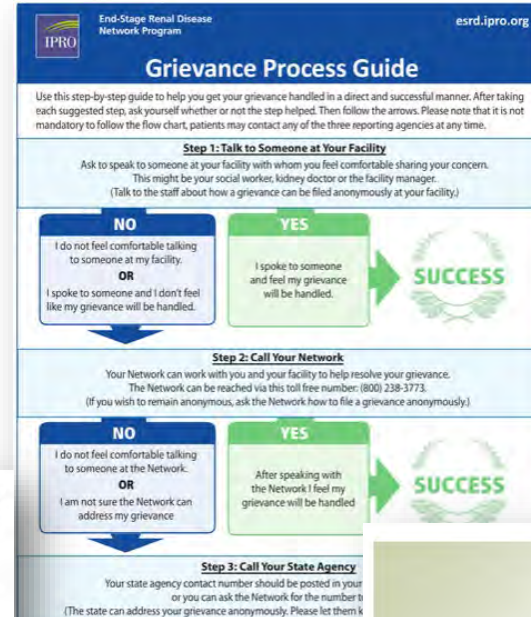 IPRO
End-Stage Renal Disease
Network Program
esrd.ipro.org
Grievance Process Guide
Use this step-by-step guide to help you get your grievance handled in a direct and successful manner. After taking
each suggested step, ask yourself whether or not the step helped. Then follow the arrows. Please note that it is not
mandatory to follow the flow chart, patients may contact any of the three reporting agencies at any time.
Step 1: Talk to Someone at Your Facility
Ask to speak to someone at your facility with whom you feel comfortable sharing your concern.
This might be your social worker, kidney doctor or the facility manager.
(Talk to the staff about how a grievance can be filed anonymously at your facility.)
NO
I do not feel comfortable talking
to someone at my facility.
OR
I spoke to someone and I don't feel
like my grievance will be handled.
YES
I spoke to someone
and feel my grievance
will be handled.
SUCCESS
Step 2: Call Your Network
Your Network can work with you and your facility to help resolve your grievance.
The Network can be reached via this toll free number: (800) 238-3773.
(If you wish to remain anonymous, ask the Network how to file a grievance anonymously.)
NO
I do not feel comfortable talking
to someone at the Network.
OR
I am not sure the Network can
address my grievance
YES
After speaking with
the Network I feel my
grievance will be handled
SUCCESS
Step 3: Call Your State Agency
Your state agency contact number should be posted in your
or you can ask the Network for the number
(The state can address your grievance anonymously. Please let them